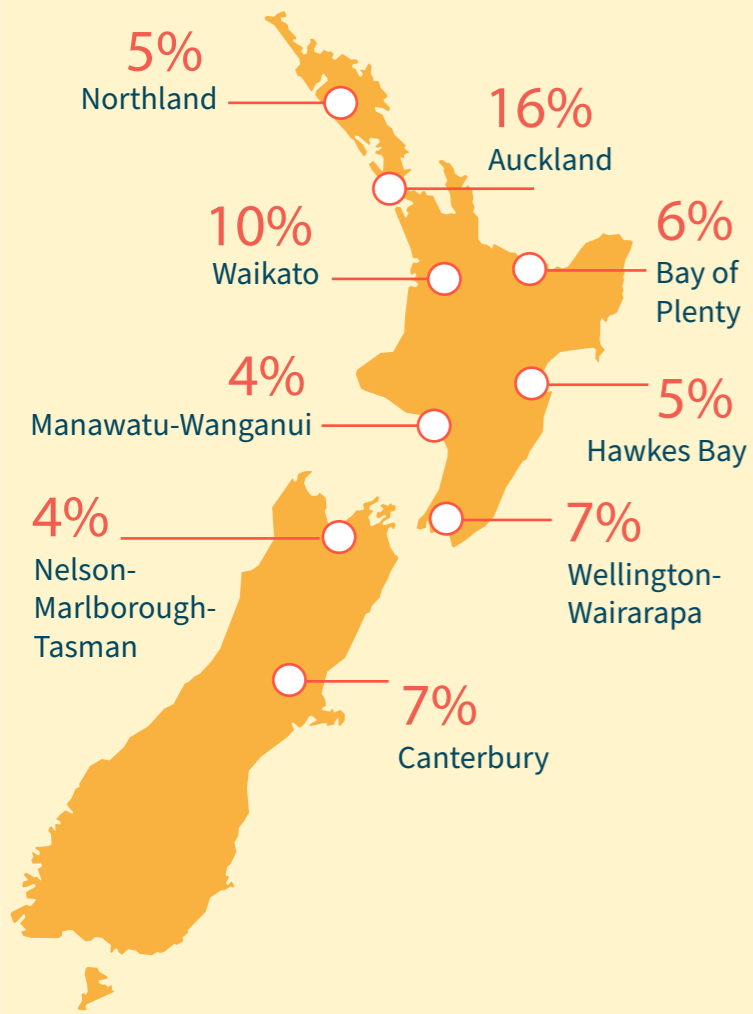 5%
Northland
16%
Auckland
10%
Waikato
6%
Bay of
Plenty
4%
Manawatu-Wanganui
5%
Hawkes Bay
4%
Nelson-
Marlborough-
Tasman
7%
Wellington-
Wairarapa
7%
Canterbury